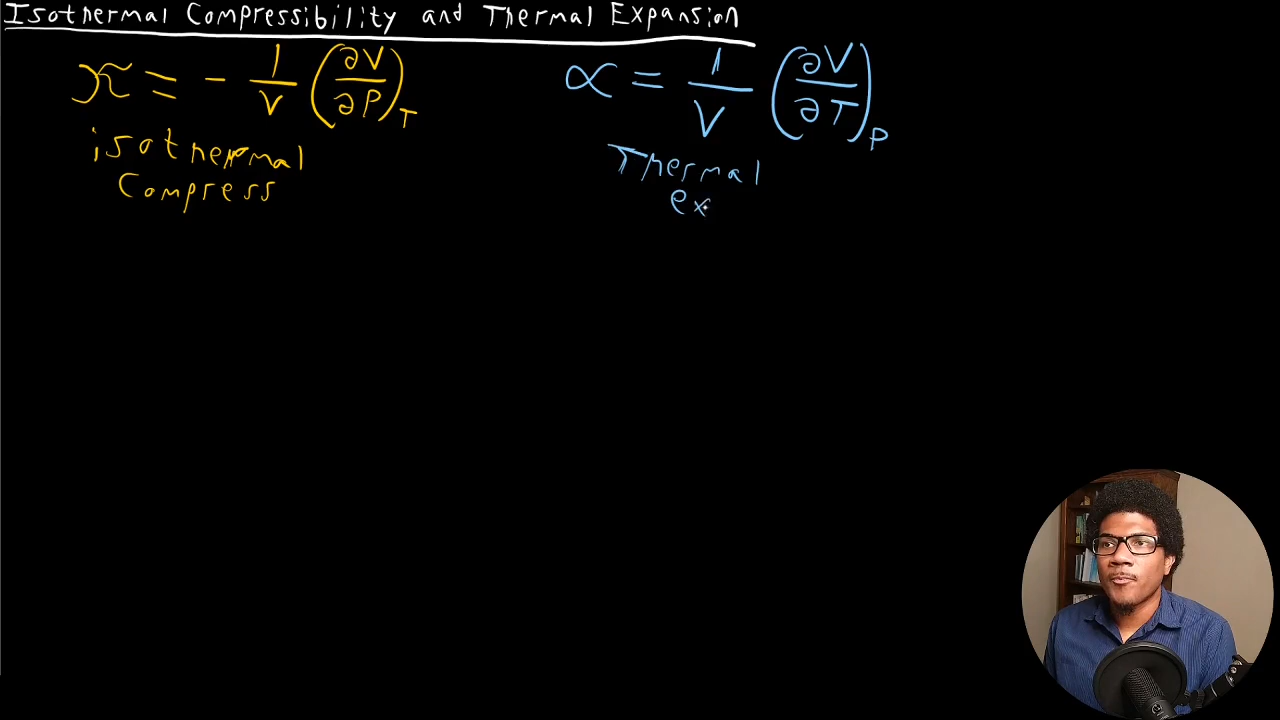 Isothermal Compressibility and Thermal Expansion
ϰ = - 1/V (∂V/∂P)_T
isothermal
Compress
α = 1/V (∂V/∂T)_P
Thermal
ex